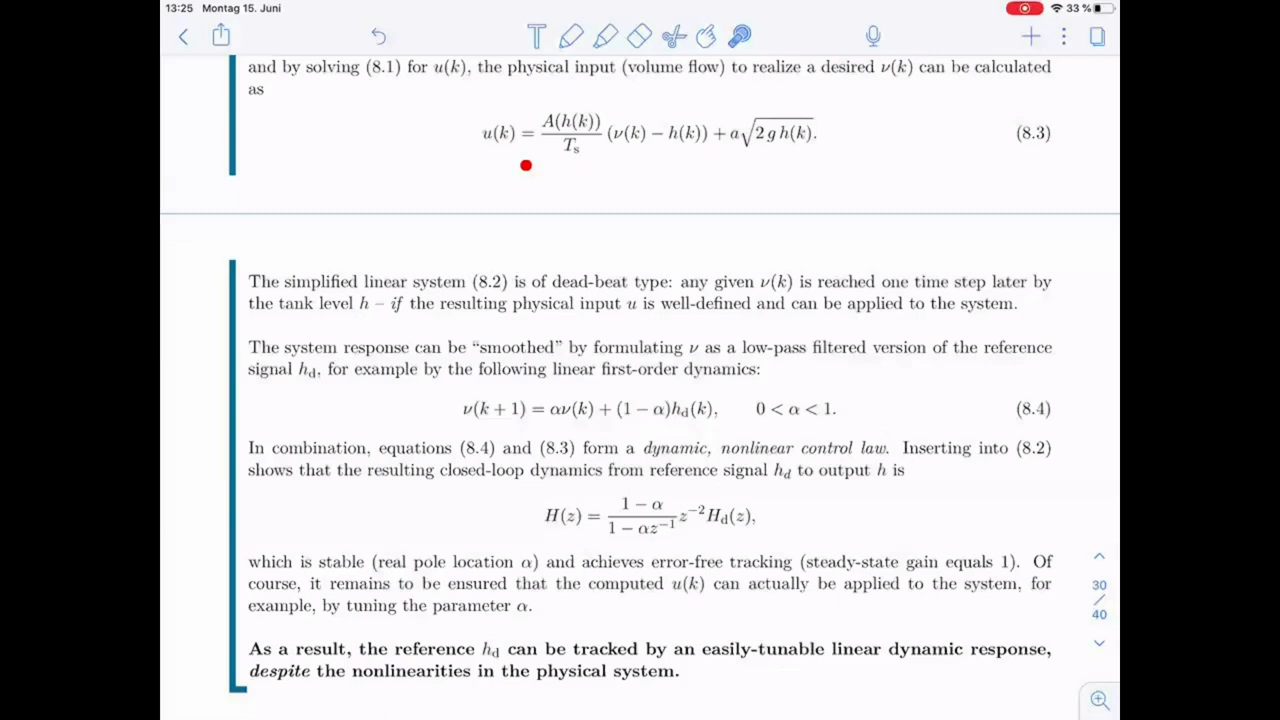 13:25 Montag 15. Juni 33 %
and by solving (8.1) for u(k), the physical input (volume flow) to realize a desired ν(k) can be calculated
as
u(k) = A(h(k)) / T_s (ν(k) − h(k)) + a√(2 g h(k)). (8.3)
The simplified linear system (8.2) is of dead-beat type: any given ν(k) is reached one time step later by
the tank level h – if the resulting physical input u is well-defined and can be applied to the system.
The system response can be “smoothed” by formulating ν as a low-pass filtered version of the reference
signal h_d, for example by the following linear first-order dynamics:
ν(k + 1) = αν(k) + (1 − α)h_d(k), 0 < α < 1. (8.4)
In combination, equations (8.4) and (8.3) form a dynamic, nonlinear control law. Inserting into (8.2)
shows that the resulting closed-loop dynamics from reference signal h_d to output h is
H(z) = (1 − α) / (1 − αz⁻¹) z⁻² H_d(z),
which is stable (real pole location α) and achieves error-free tracking (steady-state gain equals 1). Of
course, it remains to be ensured that the computed u(k) can actually be applied to the system, for
example, by tuning the parameter α.
As a result, the reference h_d can be tracked by an easily-tunable linear dynamic response,
despite the nonlinearities in the physical system.
30
/
40